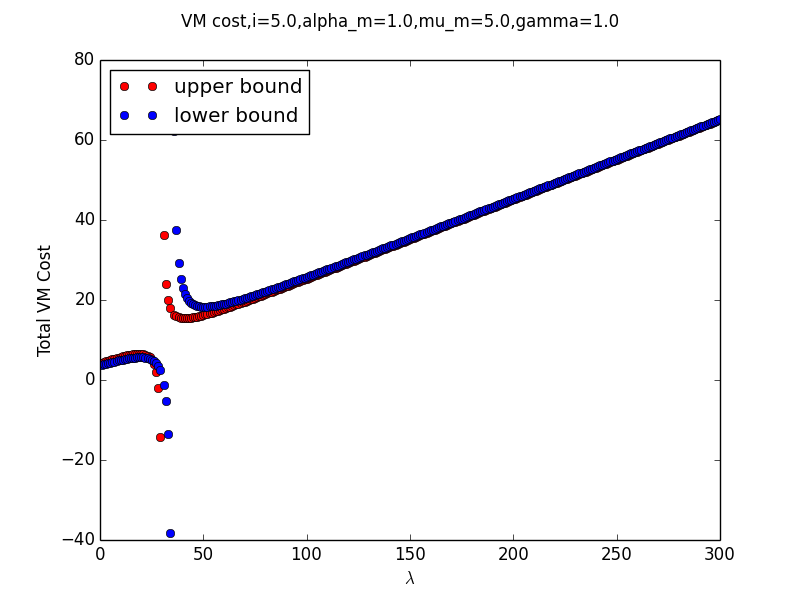 VM cost,i=5.0,alpha_m=1.0,mu_m=5.0,gamma=1.0
80
upper bound
lower bound
60
40
20
0
−20
−40
Total VM Cost
0 50 100 150 200 250 300
λ